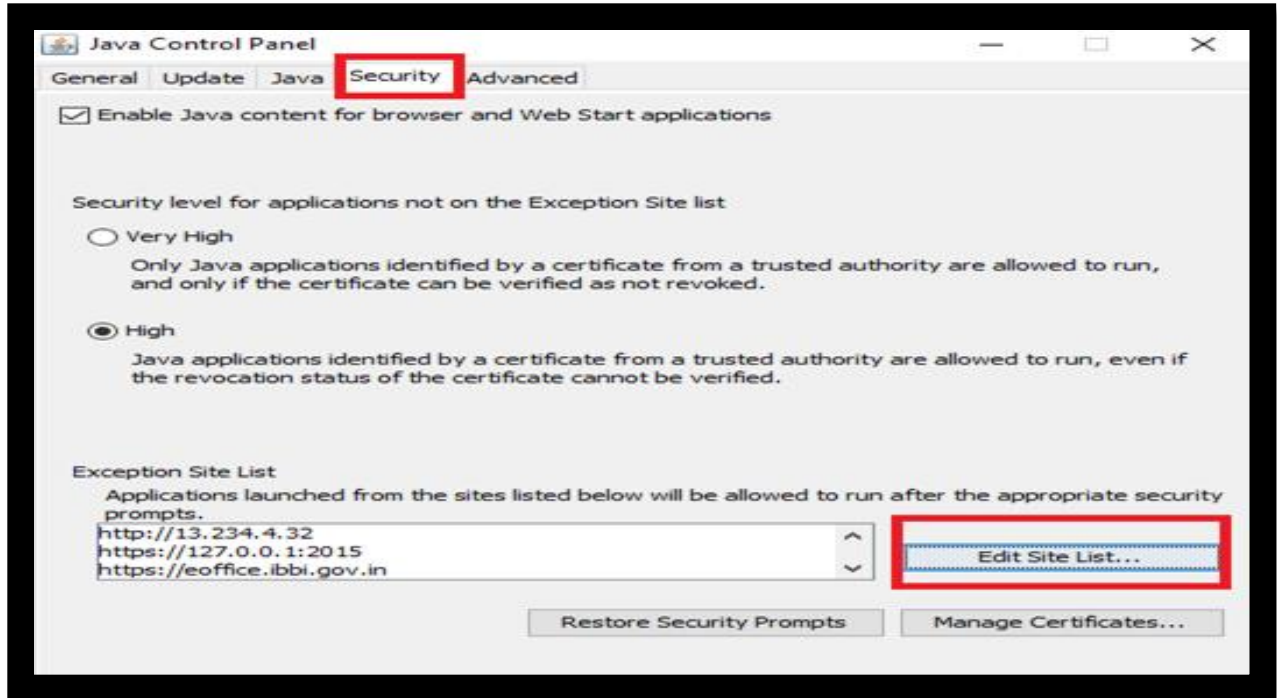 Java Control Panel
General Update Java Security Advanced
Enable Java content for browser and Web Start applications
Security level for applications not on the Exception Site list
Very High
Only Java applications identified by a certificate from a trusted authority are allowed to run,
and only if the certificate can be verified as not revoked.
High
Java applications identified by a certificate from a trusted authority are allowed to run, even if
the revocation status of the certificate cannot be verified.
Exception Site List
Applications launched from the sites listed below will be allowed to run after the appropriate security
prompts.
http://13.234.4.32
https://127.0.0.1:2015
https://eoffice.ibbi.gov.in
Edit Site List...
Restore Security Prompts Manage Certificates...